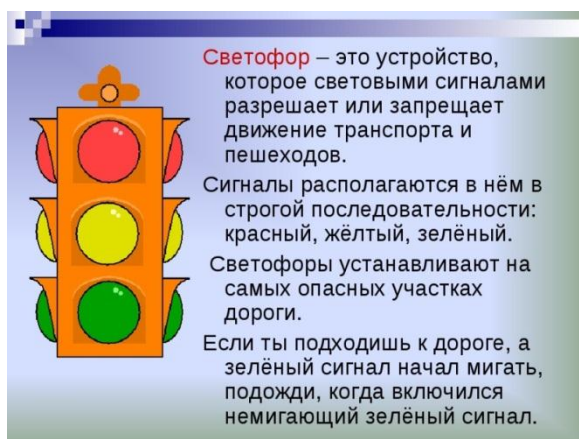 Светофор – это устройство,
которое световыми сигналами
разрешает или запрещает
движение транспорта и
пешеходов.
Сигналы располагаются в нём в
строгой последовательности:
красный, жёлтый, зелёный.
Светофоры устанавливают на
самых опасных участках
дороги.
Если ты подходишь к дороге, а
зелёный сигнал начал мигать,
подожди, когда включился
немигающий зелёный сигнал.